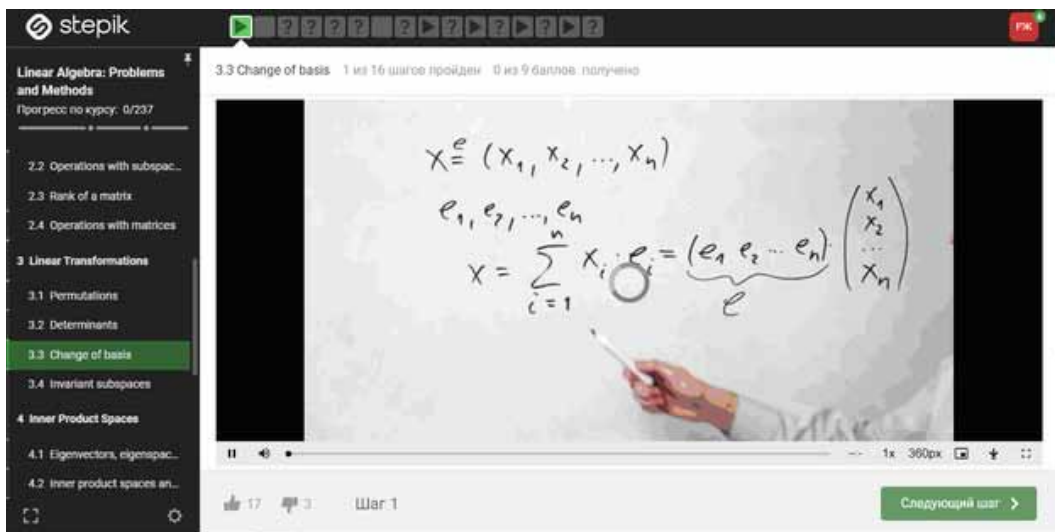 stepik
РЖ
6
Linear Algebra: Problems
and Methods
Прогресс по курсу: 0/237
2.2 Operations with subspac...
2.3 Rank of a matrix
2.4 Operations with matrices
3 Linear Transformations
3.1 Permutations
3.2 Determinants
3.3 Change of basis
3.4 Invariant subspaces
4 Inner Product Spaces
4.1 Eigenvectors, eigenspac...
4.2 Inner product spaces an...
3.3 Change of basis 1 из 16 шагов пройден 0 из 9 баллов получено
x =ᵉ (x₁, x₂, ..., xₙ)
e₁, e₂, ..., eₙ
x = ∑ᵢ₌₁ⁿ xᵢ · eᵢ = (e₁ e₂ ... eₙ) · (x₁ x₂ ... xₙ)
e
1x 360px
17 3 Шаг 1
Следующий шаг